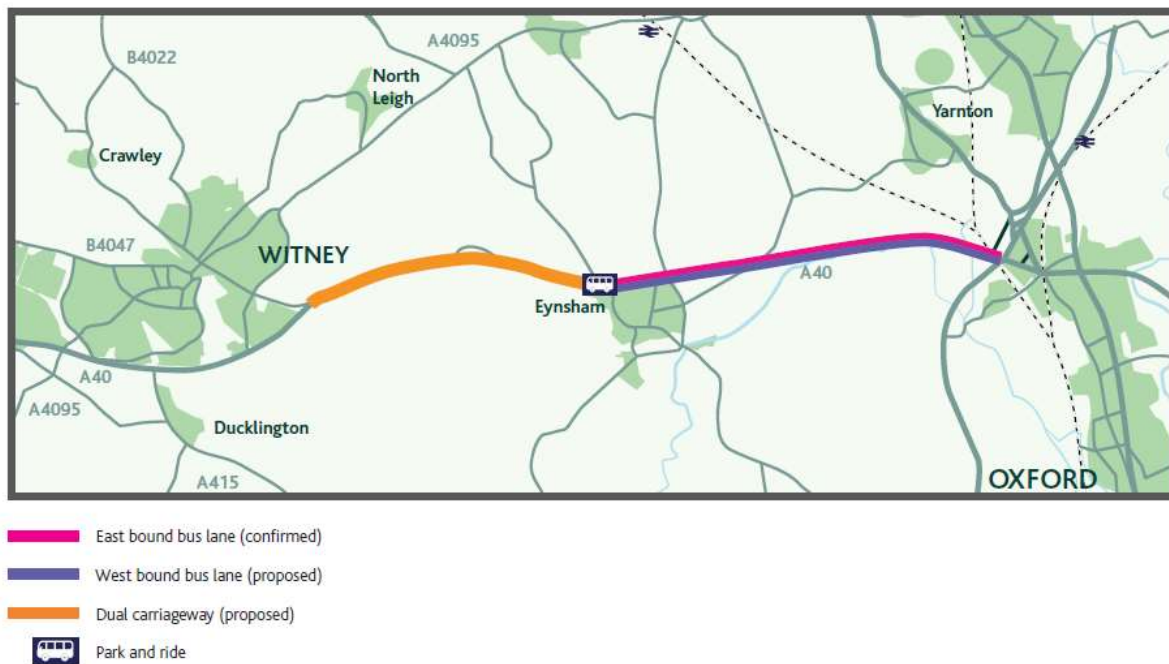 A4095
B4022
North
Leigh
Yarnton
Crawley
B4047
WITNEY
A40
Eynsham
A40
A4095
Ducklington
A415
OXFORD
East bound bus lane (confirmed)
West bound bus lane (proposed)
Dual carriageway (proposed)
Park and ride